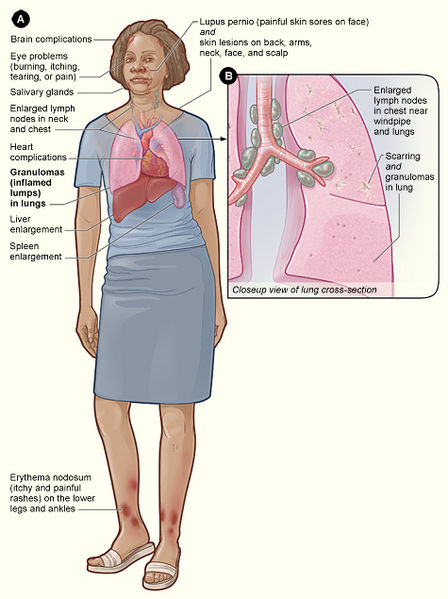 A
Brain complications
Eye problems
(burning, itching,
tearing, or pain)
Salivary glands
Enlarged lymph
nodes in neck
and chest
Heart
complications
Granulomas
(inflamed
lumps)
in lungs
Liver
enlargement
Spleen
enlargement
Erythema nodosum
(itchy and painful
rashes) on the lower
legs and ankles
Lupus pernio (painful skin sores on face)
and
skin lesions on back, arms,
neck, face, and scalp
B
Enlarged
lymph nodes
in chest near
windpipe
and lungs
Scarring
and
granulomas
in lung
Closeup view of lung cross-section